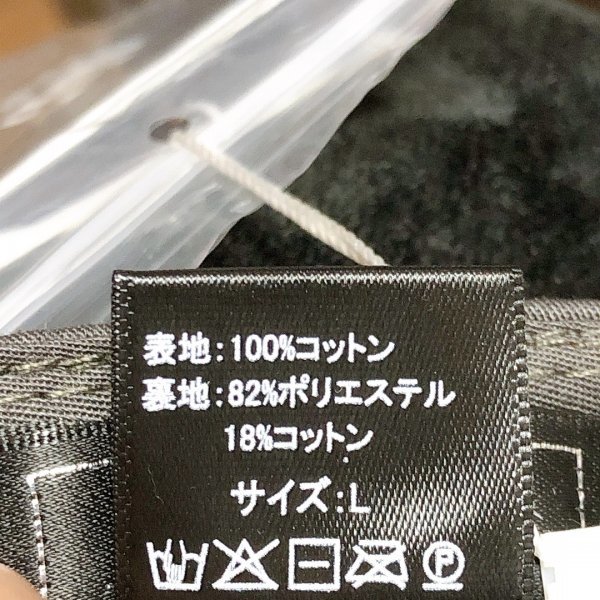 表地:100%コットン
裏地:82%ポリエステル
18%コットン
サイズ:L
P